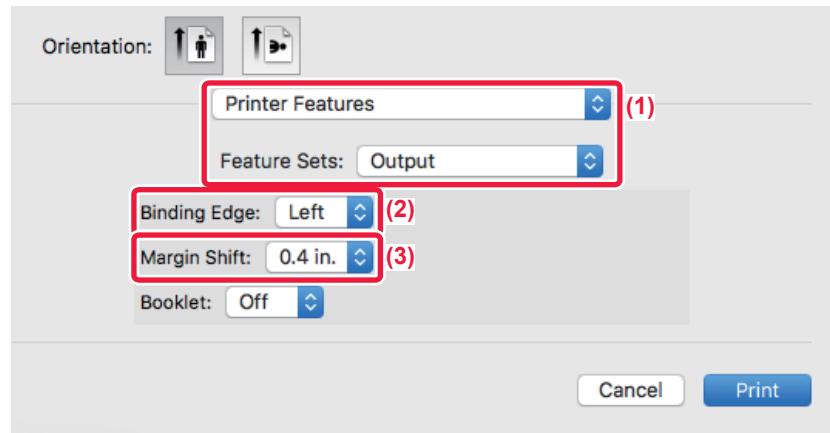 Orientation:
Printer Features (1)
Feature Sets: Output
Binding Edge: Left (2)
Margin Shift: 0.4 in. (3)
Booklet: Off
Cancel Print